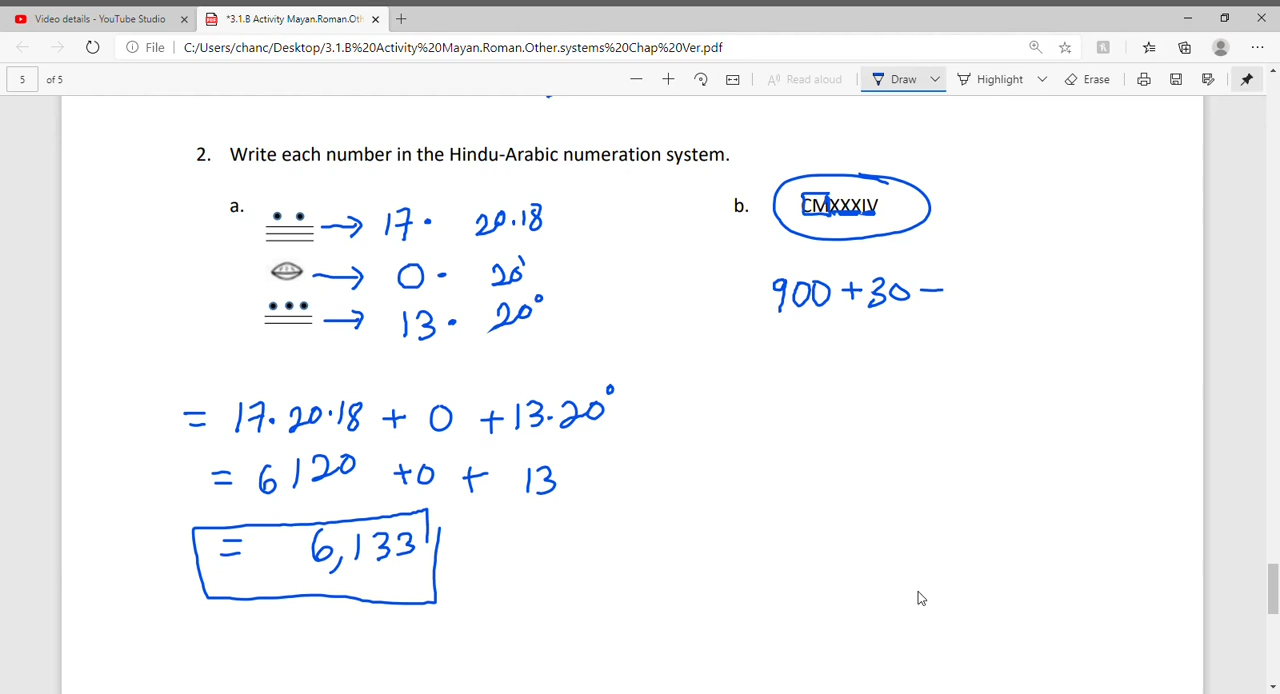 Video details - YouTube Studio
*3.1.B Activity Mayan.Roman.Oth
File
C:/Users/chanc/Desktop/3.1.B%20Activity%20Mayan.Roman.Other.systems%20Chap%20Ver.pdf
5 of 5
Read aloud
Draw
Highlight
Erase
2. Write each number in the Hindu-Arabic numeration system.
a.
→ 17 · 20·18
→ 0 · 20¹
→ 13 · 20⁰
= 17·20·18 + 0 + 13·20⁰
= 6120 + 0 + 13
= 6,133
b. CMXXXIV
900 + 30 –